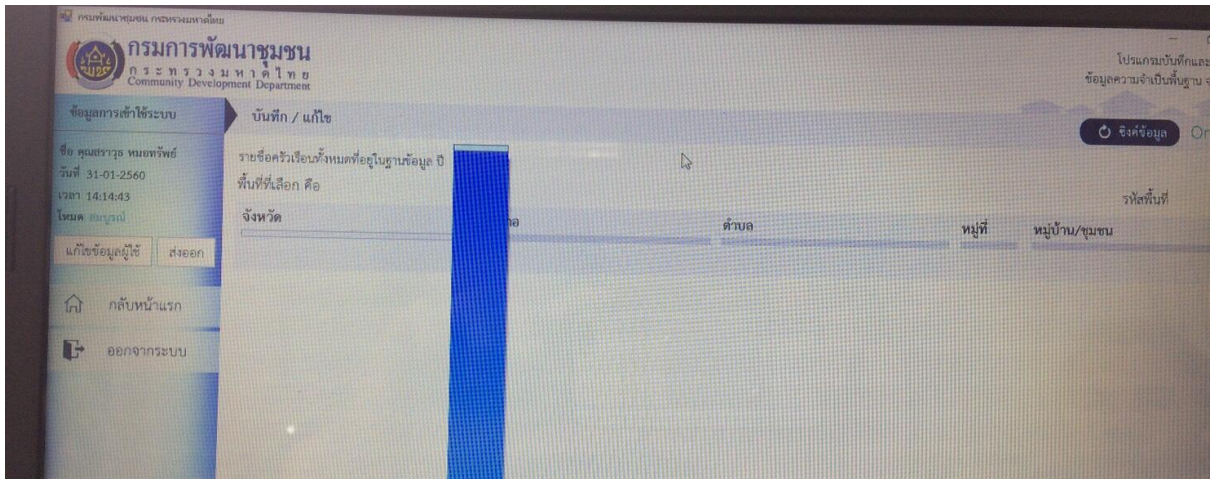 กรมพัฒนาชุมชน กระทรวงมหาดไทย
กรมการพัฒนาชุมชน
กระทรวงมหาดไทย
Community Development Department
โปรแกรมบันทึกและ
ข้อมูลความจำเป็นพื้นฐาน
ข้อมูลการเข้าใช้ระบบ
บันทึก / แก้ไข
ซิงค์ข้อมูล
ชื่อ คุณสราวุธ หมอทรัพย์
วันที่ 31-01-2560
เวลา 14:14:43
โหมด สมบูรณ์
แก้ไขข้อมูลผู้ใช้ ส่งออก
กลับหน้าแรก
ออกจากระบบ
รายชื่อครัวเรือนทั้งหมดที่อยู่ในฐานข้อมูล ปี
พื้นที่ที่เลือก คือ
รหัสพื้นที่
จังหวัด ตำบล หมู่ที่ หมู่บ้าน/ชุมชน